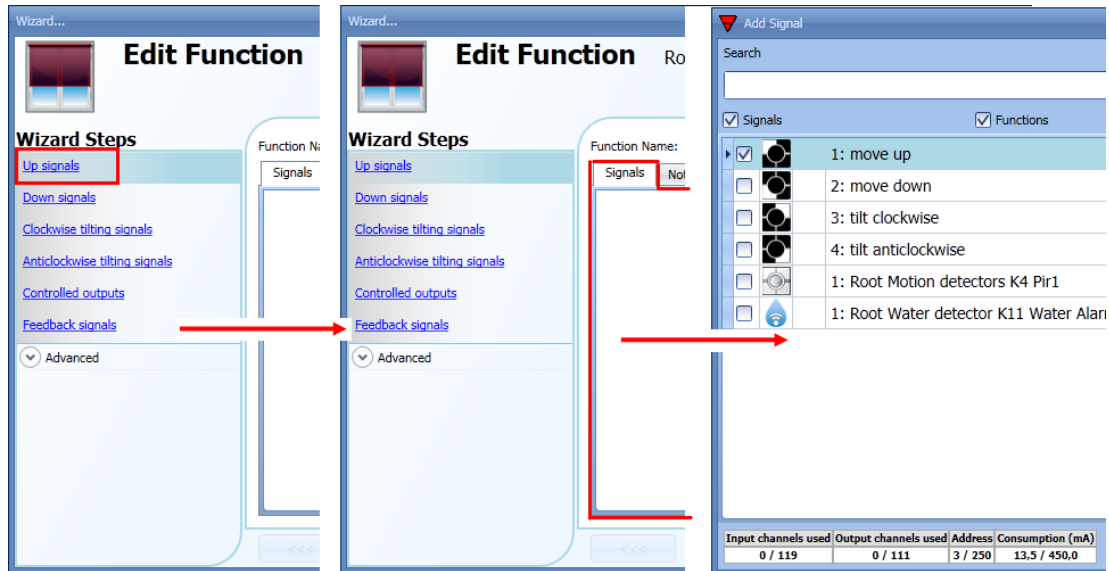 Wizard...
Edit Function
Wizard Steps
Up signals
Down signals
Clockwise tilting signals
Anticlockwise tilting signals
Controlled outputs
Feedback signals
Advanced
Function Na
Signals
<<<
Wizard...
Edit Function Ro
Wizard Steps
Up signals
Down signals
Clockwise tilting signals
Anticlockwise tilting signals
Controlled outputs
Feedback signals
Advanced
Function Name:
Signals Not
<<<
Add Signal
Search
Signals Functions
1: move up
2: move down
3: tilt clockwise
4: tilt anticlockwise
1: Root Motion detectors K4 Pir1
1: Root Water detector K11 Water Alarm
Input channels used Output channels used Address Consumption (mA)
0 / 119 0 / 111 3 / 250 13,5 / 450,0